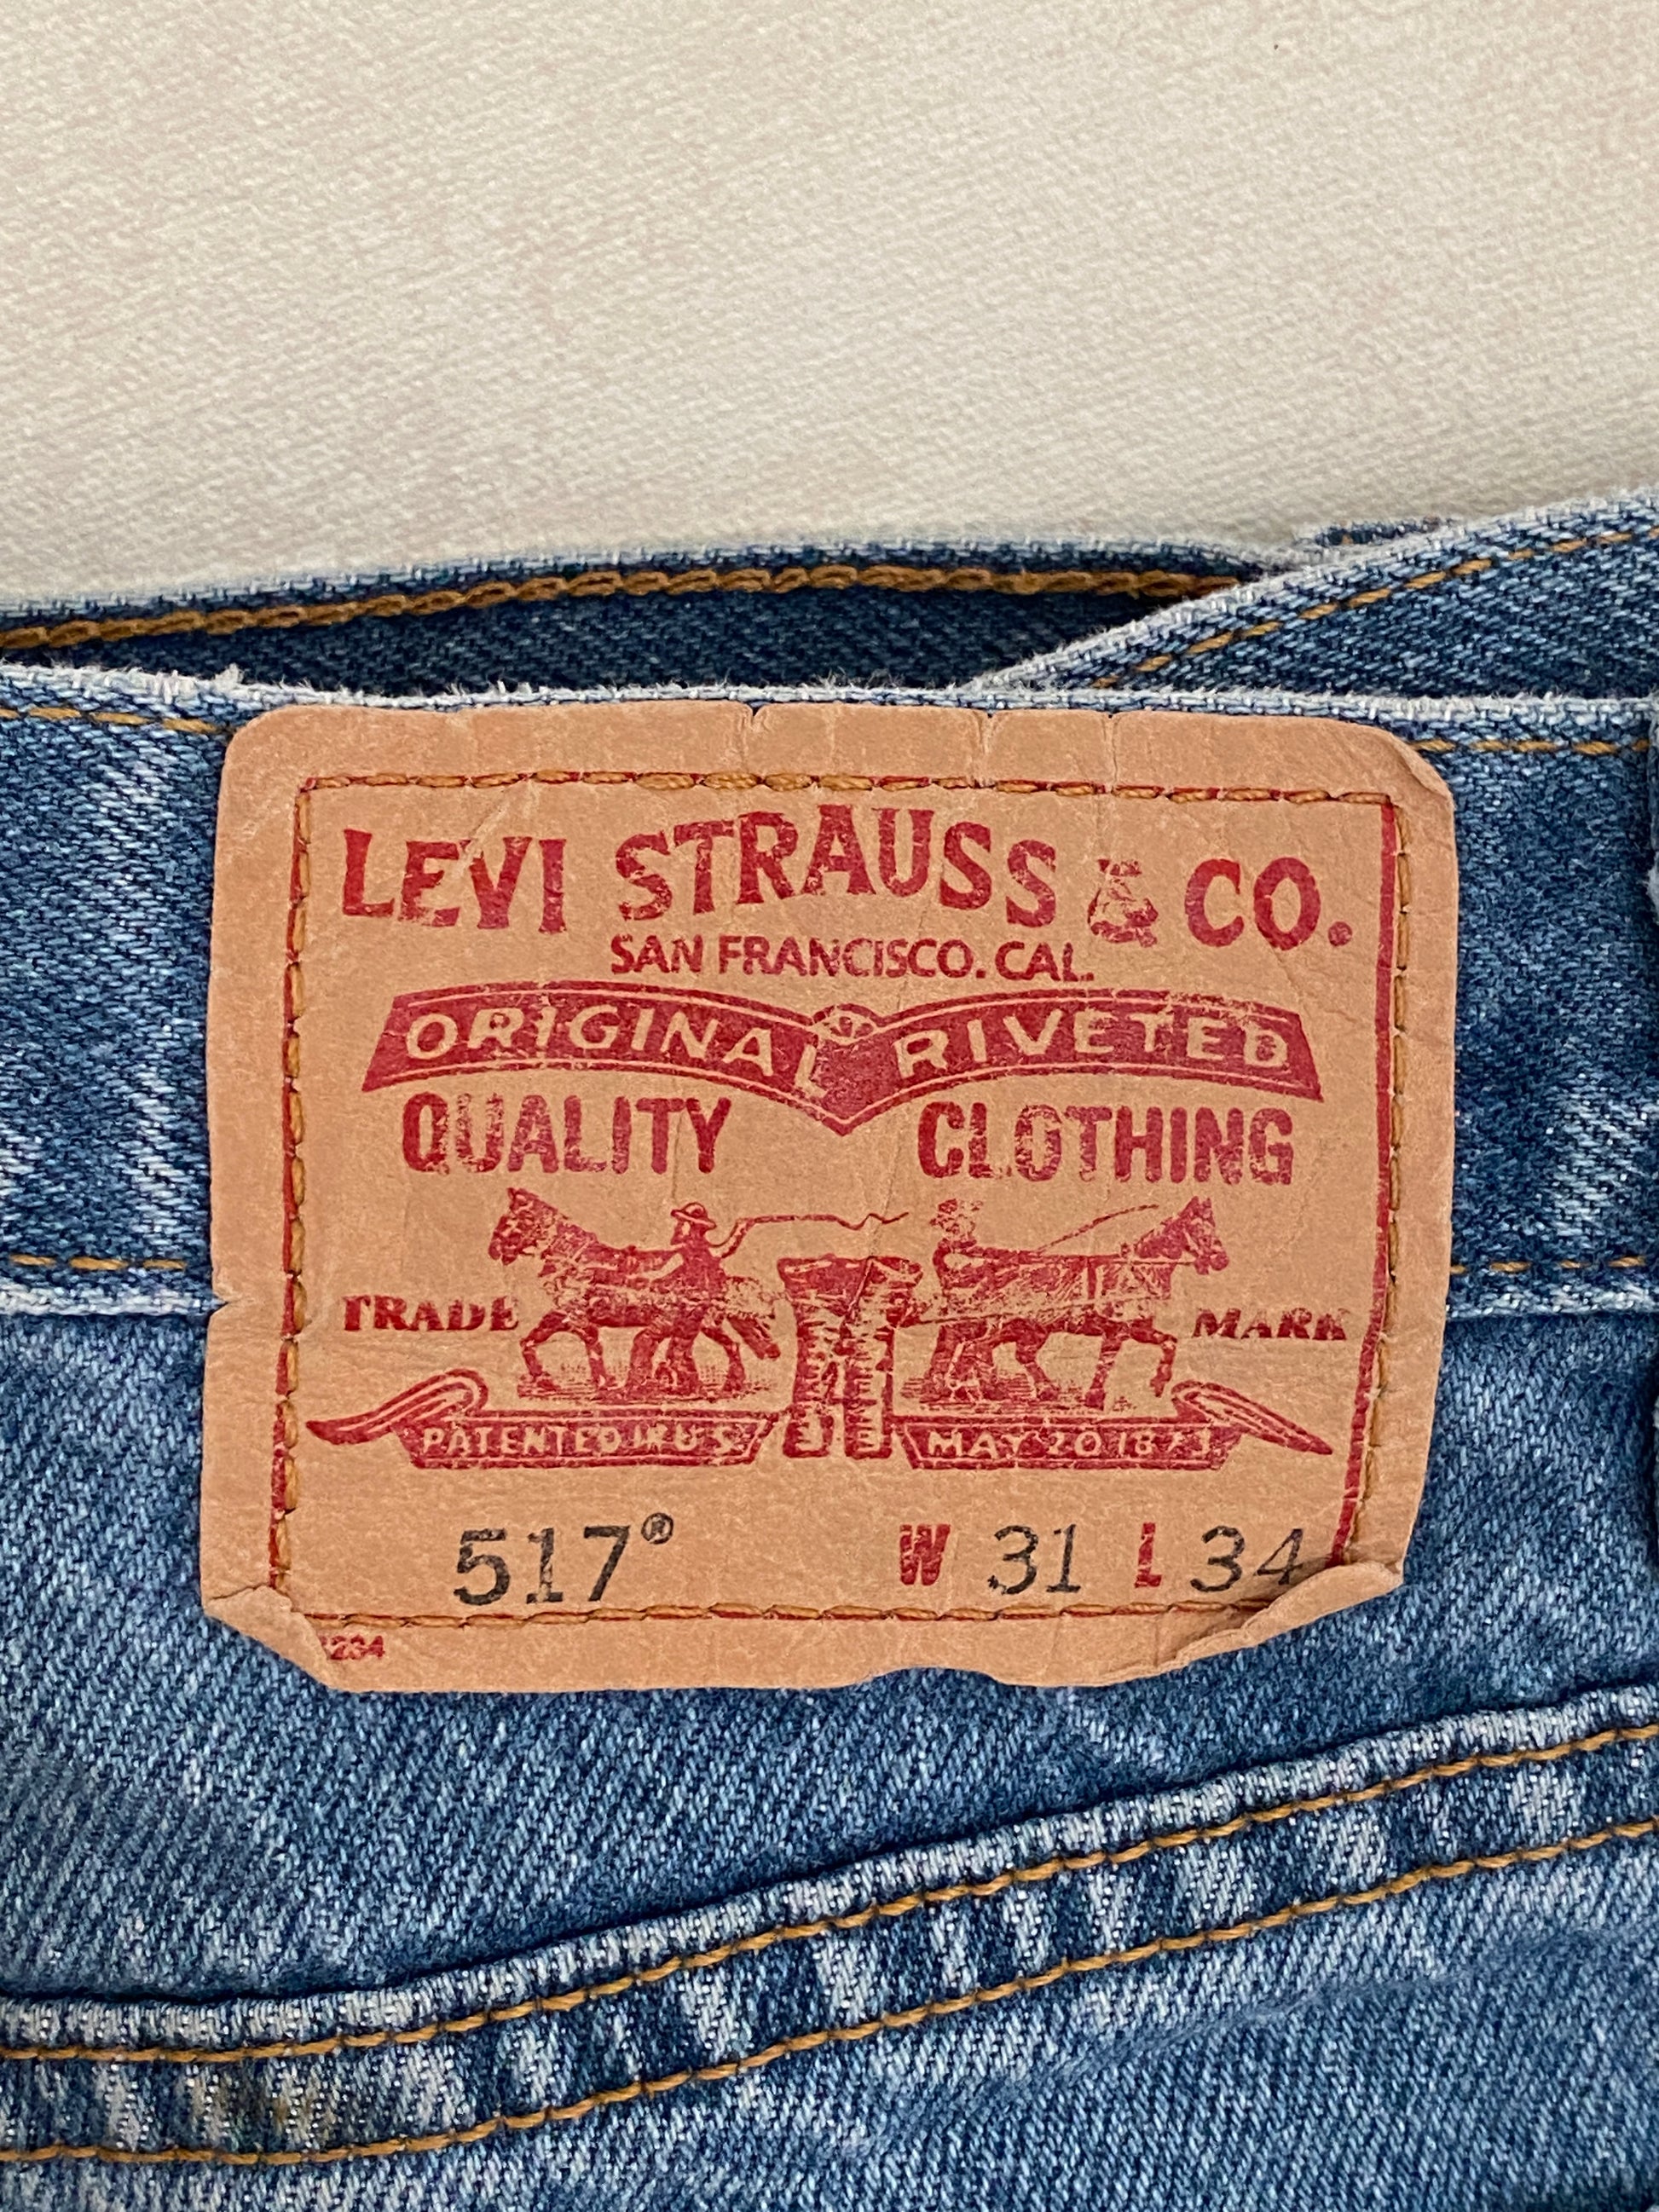 LEVI STRAUSS & CO.
SAN FRANCISCO. CAL.
ORIGINAL RIVETED
QUALITY CLOTHING
TRADE MARK
PATENTED IN U S MAY 20 1873
517® W 31 L 34